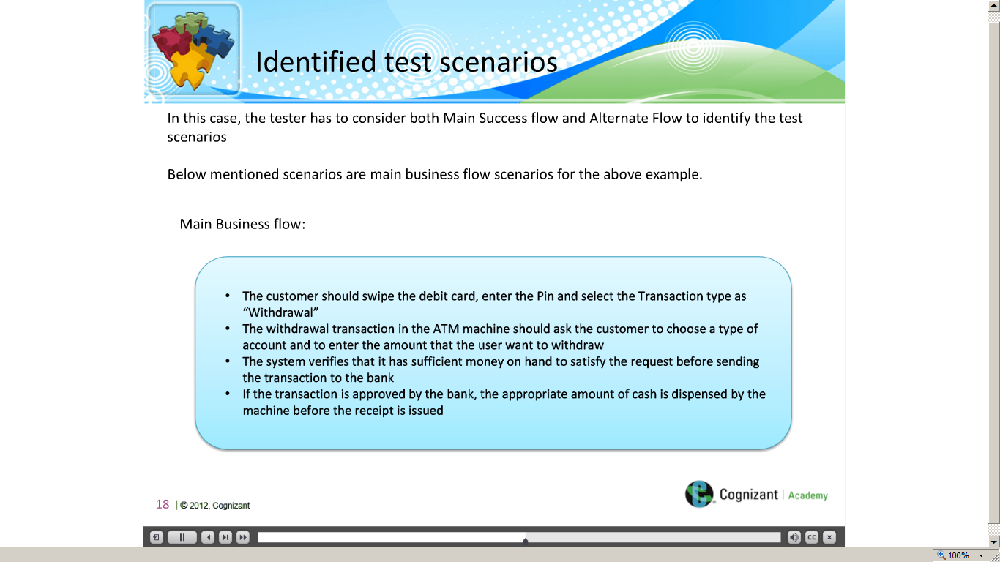 Identified test scenarios
In this case, the tester has to consider both Main Success flow and Alternate Flow to identify the test
scenarios
Below mentioned scenarios are main business flow scenarios for the above example.
Main Business flow:
• The customer should swipe the debit card, enter the Pin and select the Transaction type as
“Withdrawal”
• The withdrawal transaction in the ATM machine should ask the customer to choose a type of
account and to enter the amount that the user want to withdraw
• The system verifies that it has sufficient money on hand to satisfy the request before sending
the transaction to the bank
• If the transaction is approved by the bank, the appropriate amount of cash is dispensed by the
machine before the receipt is issued
18 | © 2012, Cognizant
Cognizant | Academy
CC
100%